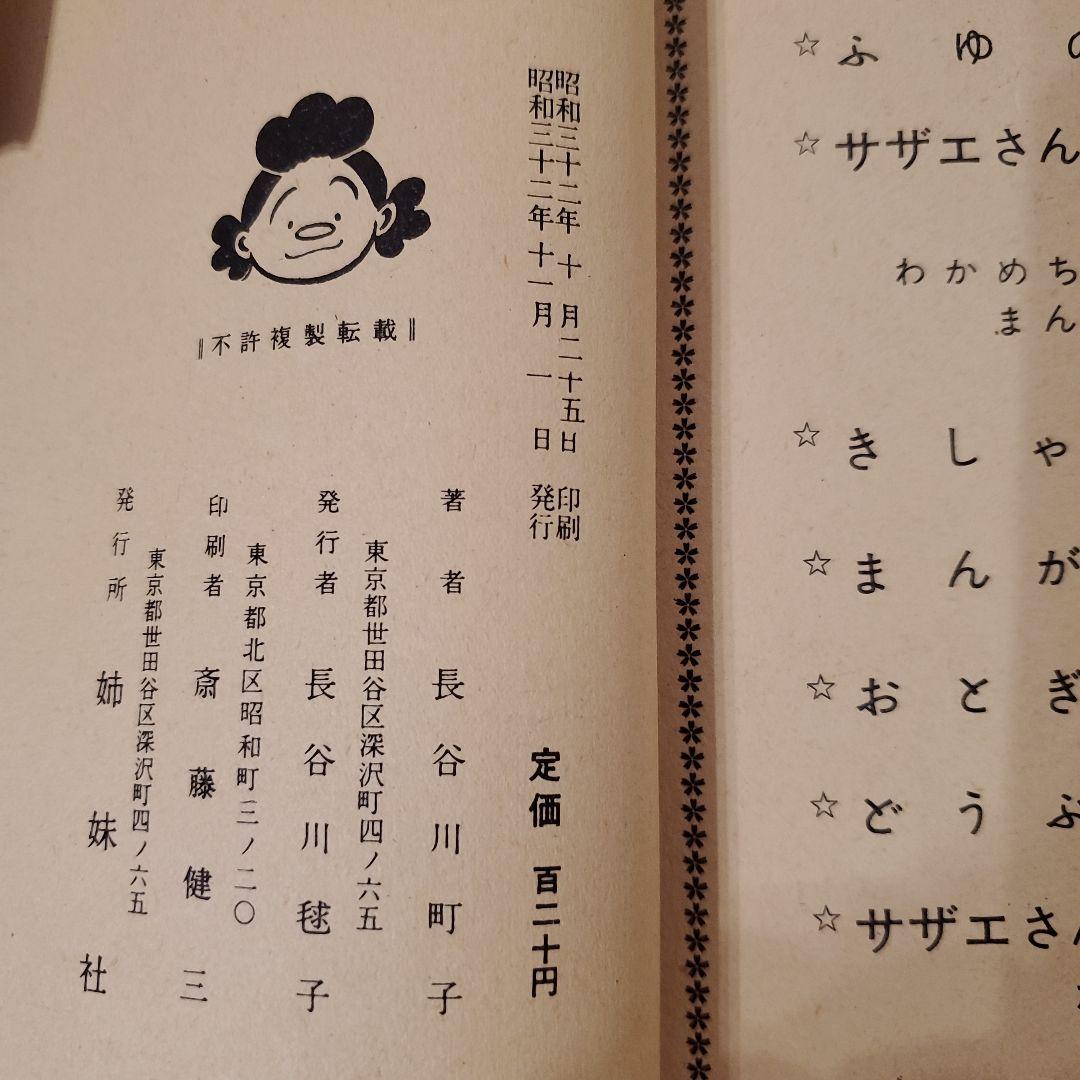 ☆ふゆの
☆サザエさん
わかめち
まん
☆きしゃ
☆まんが
☆おとぎ
☆どうぶ
☆サザエさん
昭和三十二年十月二十五日 印刷
昭和三十二年十一月一日 発行
定価 百二十円
著者 長谷川町子
東京都世田谷区深沢町四ノ六五
発行者 長谷川毬子
東京都北区昭和町三ノ二〇
印刷者 斎藤健三
東京都世田谷区深沢町四ノ六五
発行所 姉妹社
‖不許複製転載‖